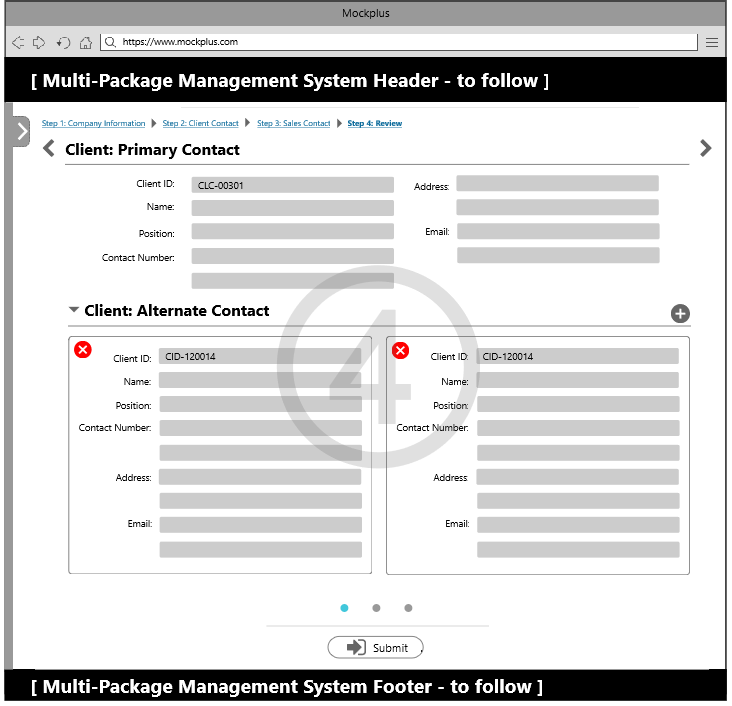 Mockplus
https://www.mockplus.com
[ Multi-Package Management System Header - to follow ]
Step 1: Company Information Step 2: Client Contact Step 3: Sales Contact Step 4: Review
Client: Primary Contact
Client ID: CLC-00301
Name:
Position:
Contact Number:
Address:
Email:
Client: Alternate Contact
Client ID: CID-120014
Name:
Position:
Contact Number:
Address:
Email:
Client ID: CID-120014
Name:
Position:
Contact Number:
Address:
Email:
4
Submit
[ Multi-Package Management System Footer - to follow ]